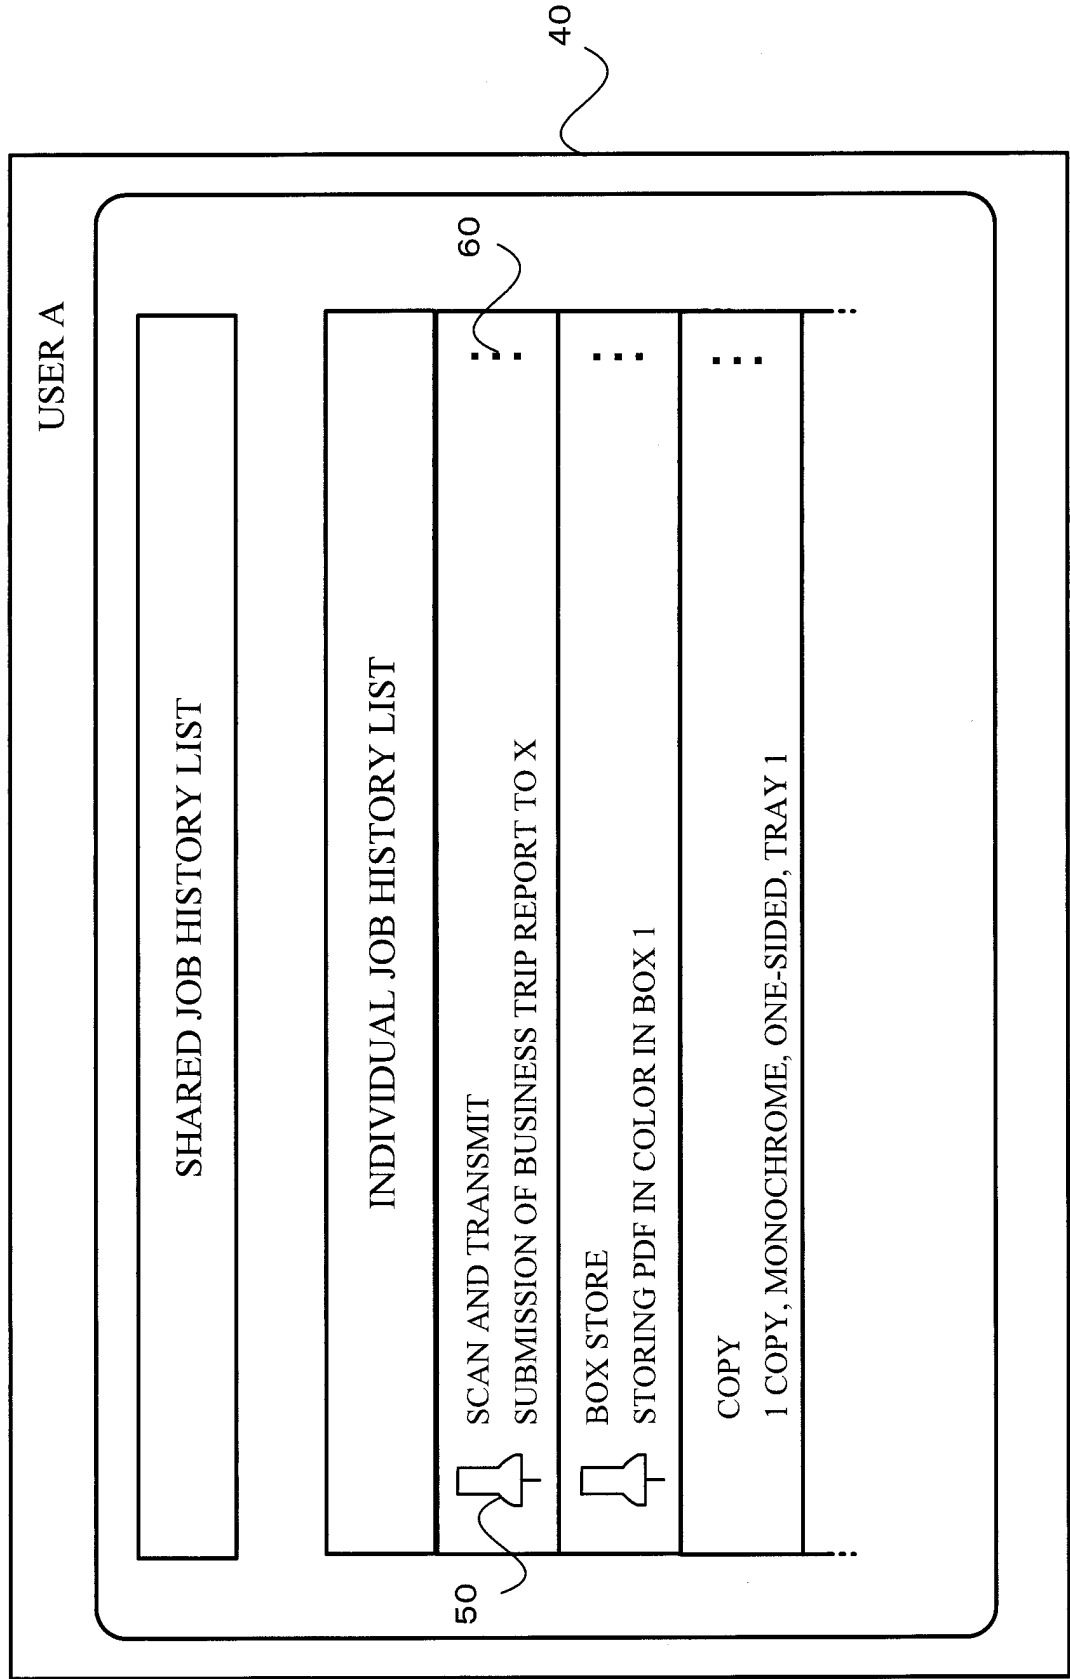 USER A
40
SHARED JOB HISTORY LIST
INDIVIDUAL JOB HISTORY LIST
50
60
SCAN AND TRANSMIT
SUBMISSION OF BUSINESS TRIP REPORT TO X
BOX STORE
STORING PDF IN COLOR IN BOX 1
COPY
1 COPY, MONOCHROME, ONE-SIDED, TRAY 1